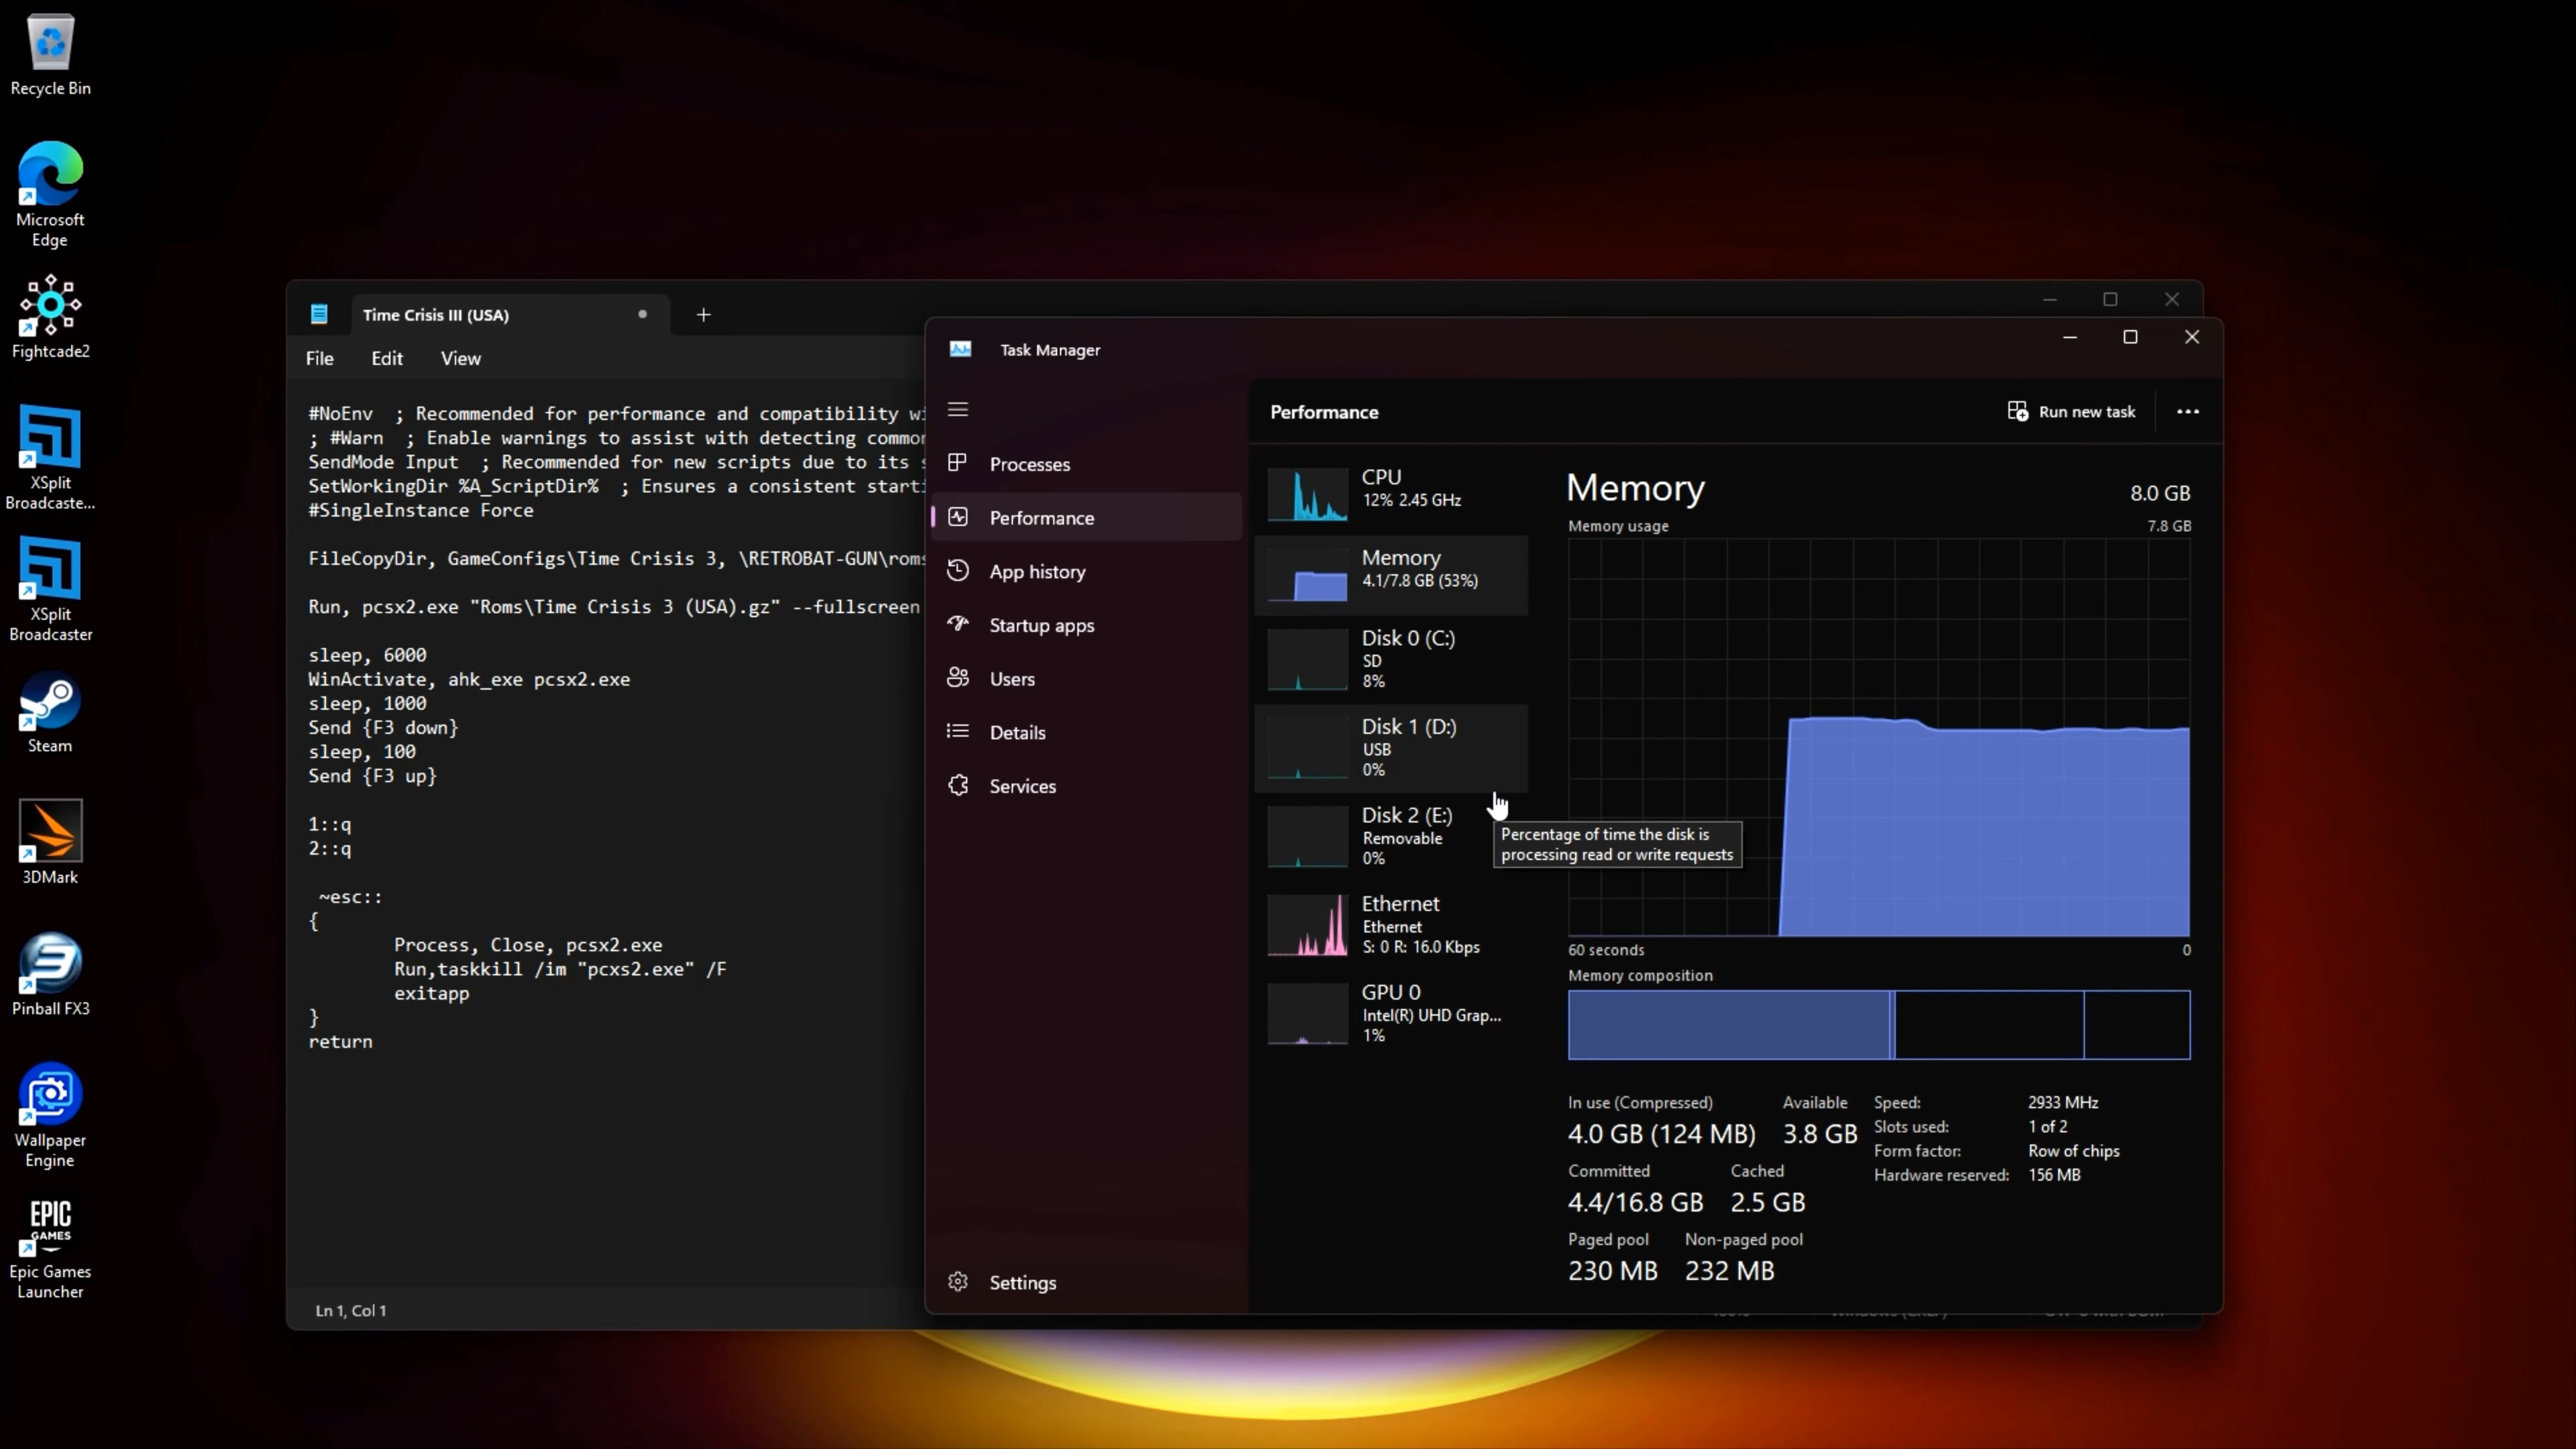 Recycle Bin
Microsoft
Edge
Fightcade2
XSplit
Broadcaste...
XSplit
Broadcaster
Steam
3DMark
Pinball FX3
Wallpaper
Engine
EPIC
GAMES
Epic Games
Launcher
Time Crisis III (USA)
File Edit View
#NoEnv  ; Recommended for performance and compatibility wi
; #Warn  ; Enable warnings to assist with detecting common
SendMode Input  ; Recommended for new scripts due to its s
SetWorkingDir %A_ScriptDir%  ; Ensures a consistent starti
#SingleInstance Force
FileCopyDir, GameConfigs\Time Crisis 3, \RETROBAT-GUN\roms
Run, pcsx2.exe "Roms\Time Crisis 3 (USA).gz" --fullscreen
sleep, 6000
WinActivate, ahk_exe pcsx2.exe
sleep, 1000
Send {F3 down}
sleep, 100
Send {F3 up}
1::q
2::q
~esc::
{
Process, Close, pcsx2.exe
Run,taskkill /im "pcxs2.exe" /F
exitapp
}
return
Ln 1, Col 1
Task Manager
Processes
Performance
App history
Startup apps
Users
Details
Services
Settings
Performance
Run new task
CPU
12% 2.45 GHz
Memory
4.1/7.8 GB (53%)
Disk 0 (C:)
SD
8%
Disk 1 (D:)
USB
0%
Disk 2 (E:)
Removable
0%
Ethernet
Ethernet
S: 0 R: 16.0 Kbps
GPU 0
Intel(R) UHD Grap...
1%
Percentage of time the disk is
processing read or write requests
Memory 8.0 GB
Memory usage 7.8 GB
60 seconds 0
Memory composition
In use (Compressed) Available
4.0 GB (124 MB) 3.8 GB
Committed Cached
4.4/16.8 GB 2.5 GB
Paged pool Non-paged pool
230 MB 232 MB
Speed: 2933 MHz
Slots used: 1 of 2
Form factor: Row of chips
Hardware reserved: 156 MB